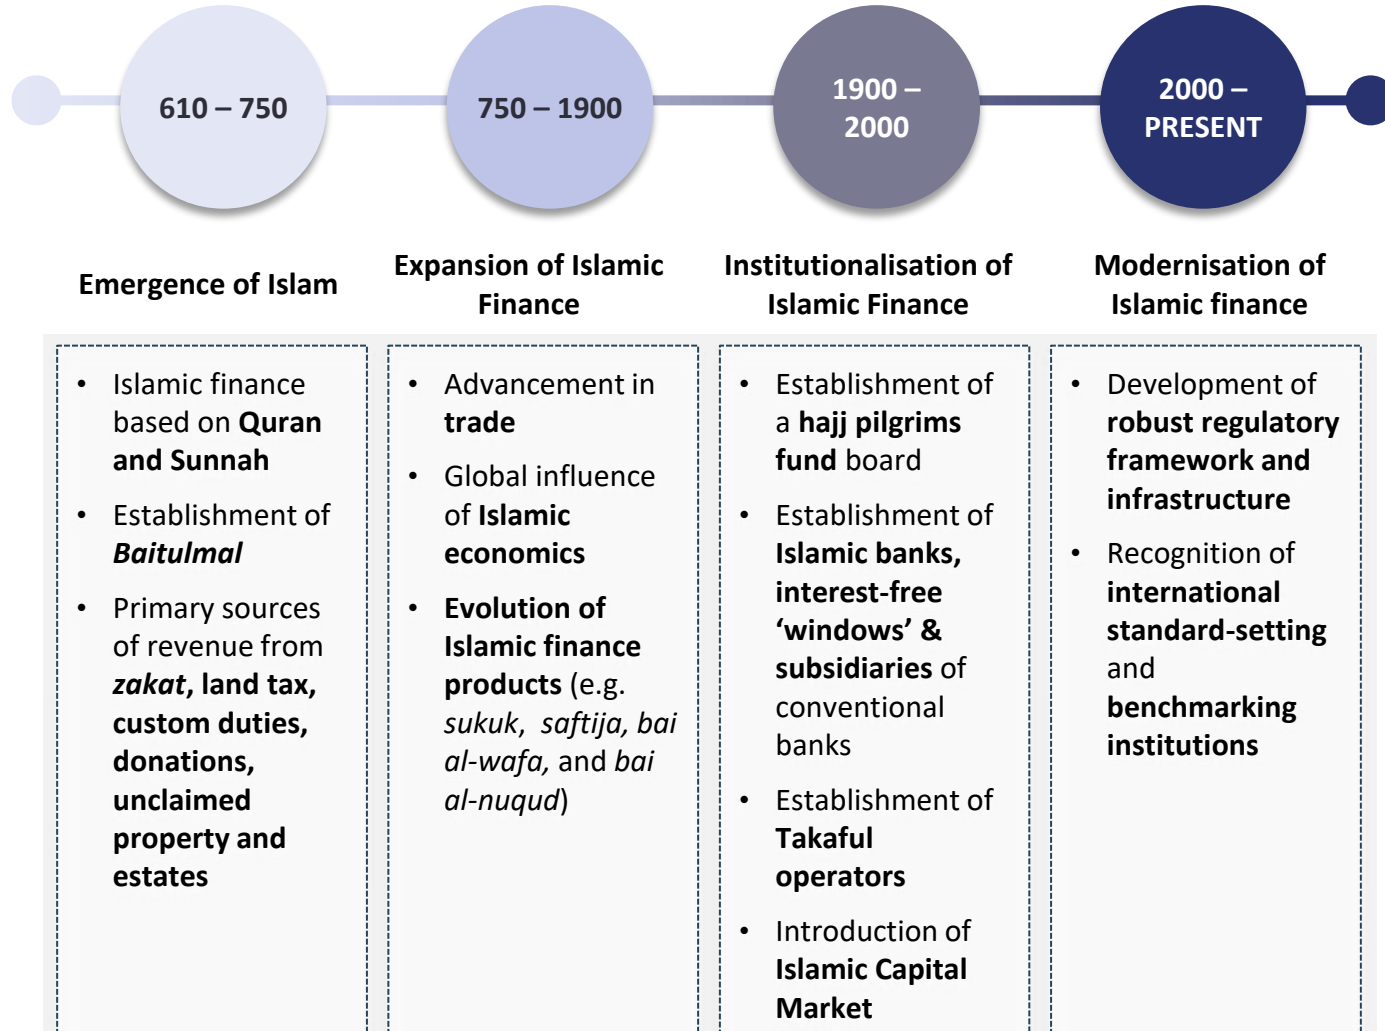 610 – 750
750 – 1900
1900 –
2000
2000 –
PRESENT
Emergence of Islam
Expansion of Islamic
Finance
Institutionalisation of
Islamic Finance
Modernisation of
Islamic finance
• Islamic finance
based on Quran
and Sunnah
• Establishment of
Baitulmal
• Primary sources
of revenue from
zakat, land tax,
custom duties,
donations,
unclaimed
property and
estates
• Advancement in
trade
• Global influence
of Islamic
economics
• Evolution of
Islamic finance
products (e.g.
sukuk, saftija, bai
al-wafa, and bai
al-nuqud)
• Establishment of
a hajj pilgrims
fund board
• Establishment of
Islamic banks,
interest-free
‘windows’ &
subsidiaries of
conventional
banks
• Establishment of
Takaful
operators
• Introduction of
Islamic Capital
Market
• Development of
robust regulatory
framework and
infrastructure
• Recognition of
international
standard-setting
and
benchmarking
institutions